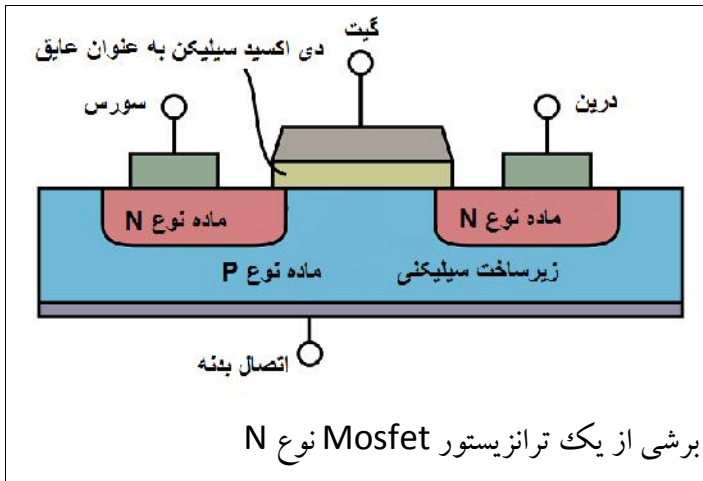 گیت
دی اکسید سیلیکن به عنوان عایق
سورس
درین
ماده نوع N
ماده نوع N
ماده نوع P
زیرساخت سیلیکنی
اتصال بدنه
برشی از یک ترانزیستور Mosfet نوع N